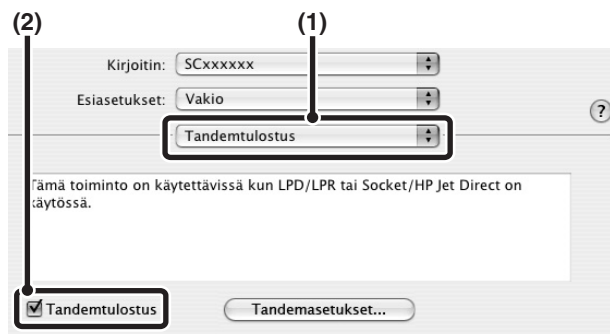 (2) (1)
Kirjoitin: SCxxxxxx
Esiasetukset: Vakio
?
Tandemtulostus
Tämä toiminto on käytettävissä kun LPD/LPR tai Socket/HP Jet Direct on
käytössä.
Tandemtulostus Tandemasetukset...